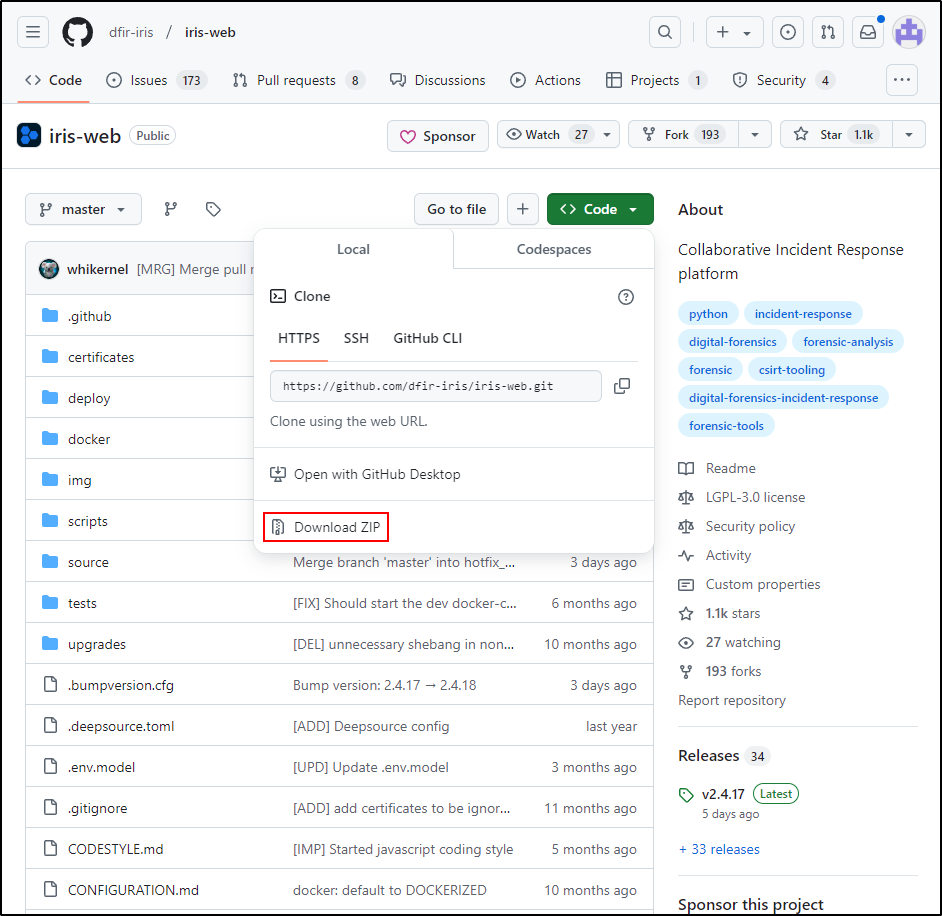 dfir-iris / iris-web
Code Issues 173 Pull requests 8 Discussions Actions Projects 1 Security 4
iris-web Public Sponsor Watch 27 Fork 193 Star 1.1k
master Go to file Code
Local Codespaces
Clone
HTTPS SSH GitHub CLI
https://github.com/dfir-iris/iris-web.git
Clone using the web URL.
Open with GitHub Desktop
Download ZIP
whikernel [MRG] Merge pull
.github
certificates
deploy
docker
img
scripts
source Merge branch 'master' into hotfix_... 3 days ago
tests [FIX] Should start the dev docker-c... 6 months ago
upgrades [DEL] unnecessary shebang in non... 10 months ago
.bumpversion.cfg Bump version: 2.4.17 → 2.4.18 3 days ago
.deepsource.toml [ADD] Deepsource config last year
.env.model [UPD] Update .env.model 3 months ago
.gitignore [ADD] add certificates to be ignor... 11 months ago
CODESTYLE.md [IMP] Started javascript coding style 5 months ago
CONFIGURATION.md docker: default to DOCKERIZED 10 months ago
About
Collaborative Incident Response
platform
python incident-response
digital-forensics forensic-analysis
forensic csirt-tooling
digital-forensics-incident-response
forensic-tools
Readme
LGPL-3.0 license
Security policy
Activity
Custom properties
1.1k stars
27 watching
193 forks
Report repository
Releases 34
v2.4.17 Latest
5 days ago
+ 33 releases
Sponsor this project